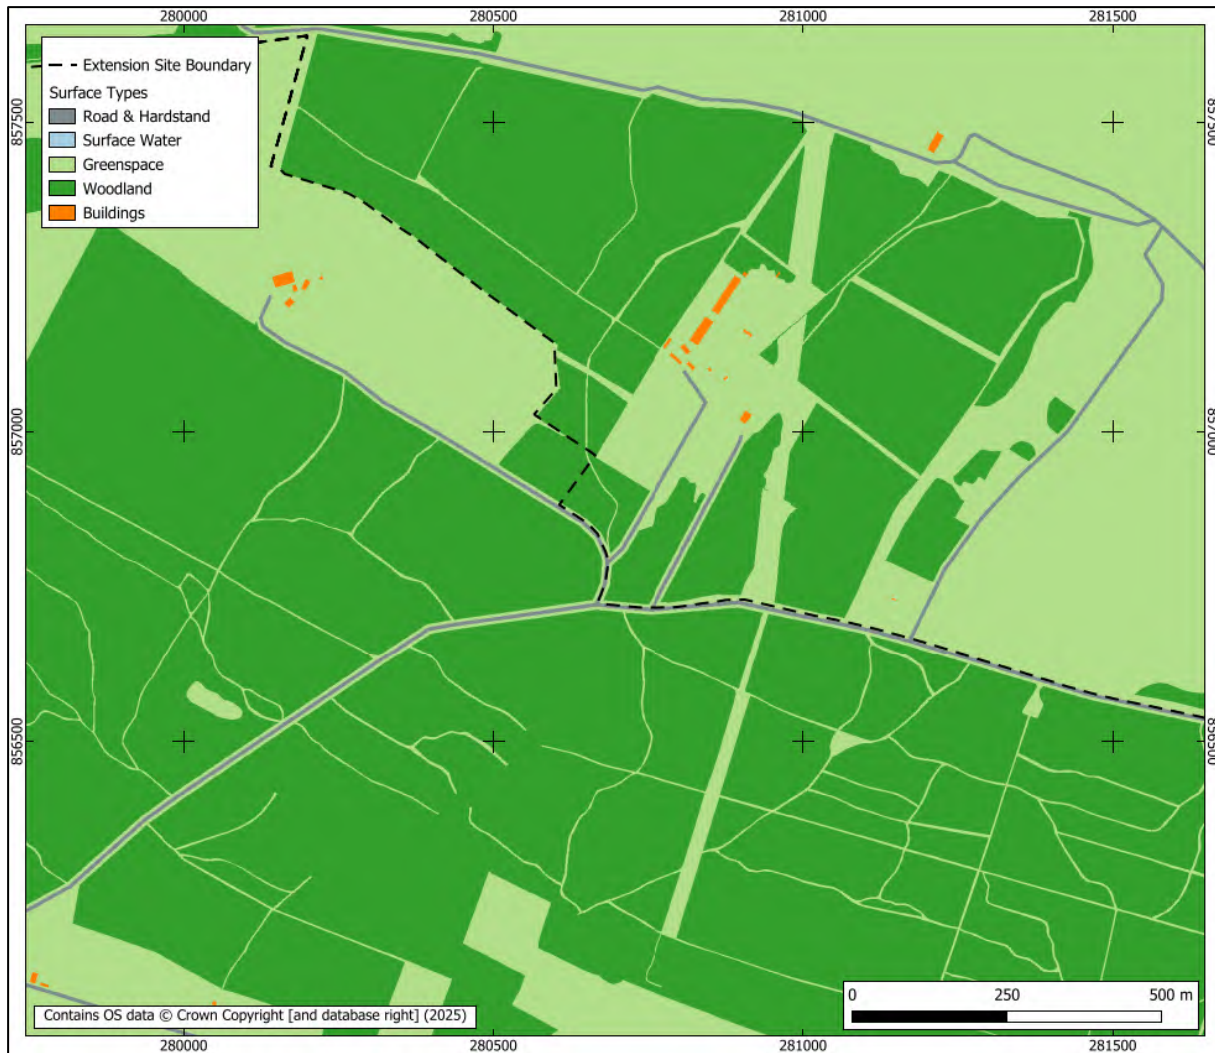 280000 280500 281000 281500
Extension Site Boundary
Surface Types
Road & Hardstand
Surface Water
Greenspace
Woodland
Buildings
857500 857500
857000 857000
856500 856500
0 250 500 m
Contains OS data © Crown Copyright [and database right] (2025)
280000 280500 281000 281500